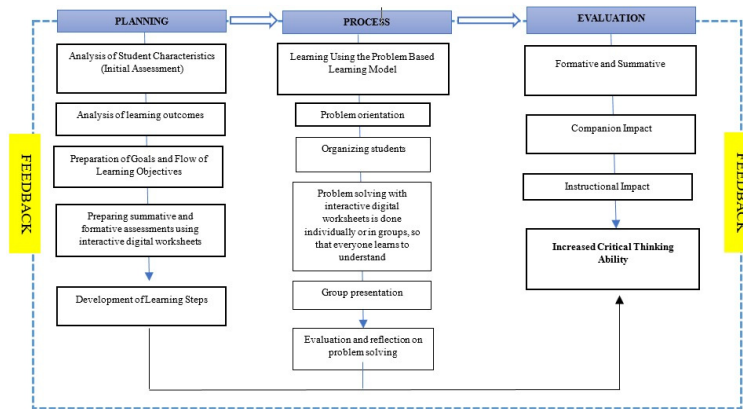 PLANNING
PROCESS
EVALUATION
Analysis of Student Characteristics
(Initial Assessment)
Analysis of learning outcomes
Preparation of Goals and Flow of
Learning Objectives
Preparing summative and
formative assessments using
interactive digital worksheets
Development of Learning Steps
Learning Using the Problem Based
Learning Model
Problem orientation
Organizing students
Problem solving with
interactive digital
worksheets is done
individually or in groups, so
that everyone learns to
understand
Group presentation
Evaluation and reflection on
problem solving
Formative and Summative
Companion Impact
Instructional Impact
Increased Critical Thinking
Ability
FEEDBACK
FEEDBACK